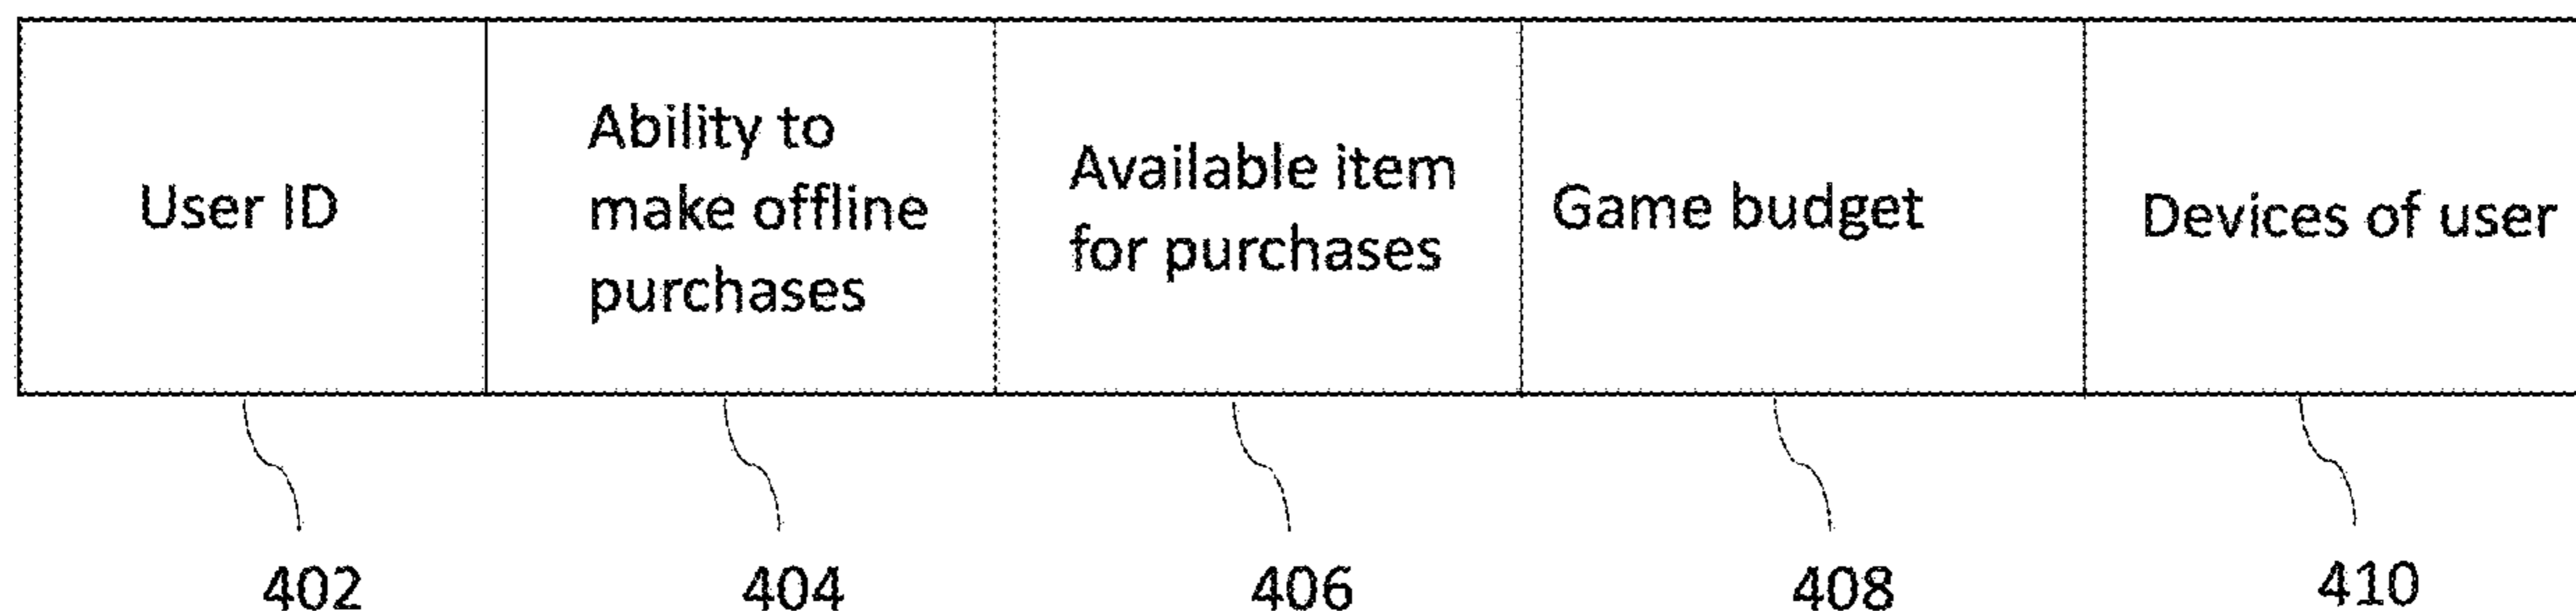 User ID
Ability to
make offline
purchases
Available item
for purchases
Game budget
Devices of user
402
404
406
408
410